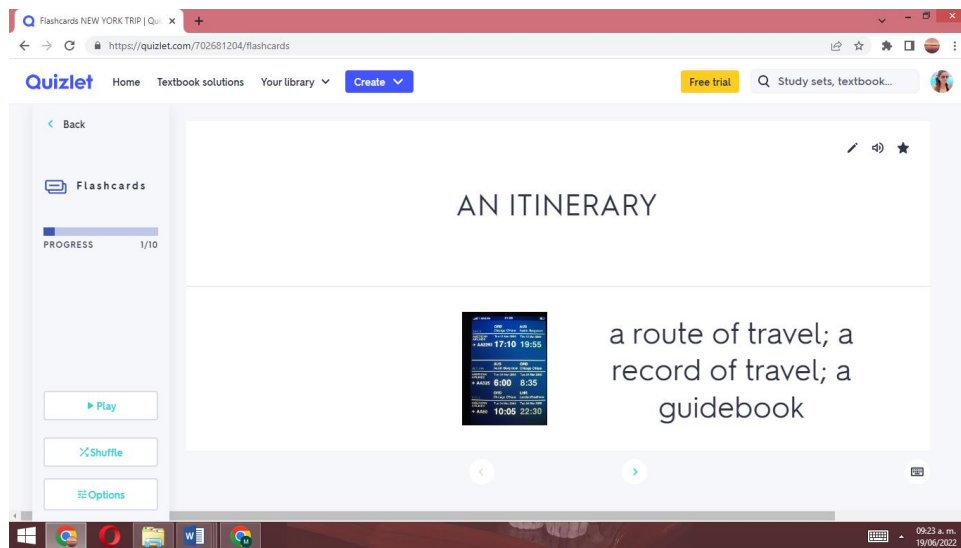 Flashcards NEW YORK TRIP | Qui
https://quizlet.com/702681204/flashcards
Quizlet Home Textbook solutions Your library Create Free trial Study sets, textbook...
Back
Flashcards
PROGRESS 1/10
AN ITINERARY
17:10 19:55
6:00 8:35
10:05 22:30
a route of travel; a
record of travel; a
guidebook
Play
Shuffle
Options
09:23 a. m.
19/06/2022